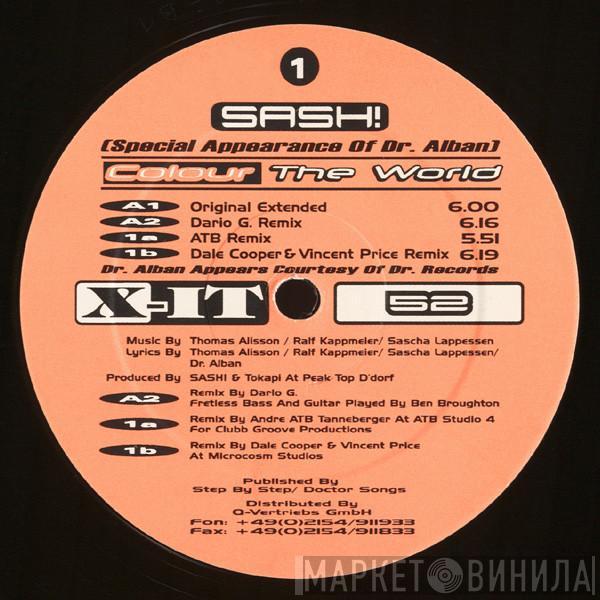 1
SASH!
(Special Appearance Of Dr. Alban)
Colour The World
A1 Original Extended 6.00
A2 Dario G. Remix 6.16
1a ATB Remix 5.51
1b Dale Cooper & Vincent Price Remix 6.19
Dr. Alban Appears Courtesy Of Dr. Records
X-IT 52
Music By Thomas Alisson / Ralf Kappmeier/ Sascha Lappessen
Lyrics By Thomas Alisson / Ralf Kappmeier/ Sascha Lappessen/
Dr. Alban
Produced By SASH! & Tokapi At Peak Top D'dorf
A2 Remix By Dario G.
Fretless Bass And Guitar Played By Ben Broughton
1a Remix By Andre ATB Tanneberger At ATB Studio 4
For Clubb Groove Productions
1b Remix By Dale Cooper & Vincent Price
At Microcosm Studios
Published By
Step By Step/ Doctor Songs
Distributed By
Q-Vertriebs GmbH
Fon: +49(0)2154/911933
Fax: +49(0)2154/911833
МАРКЕТ ВИНИЛА